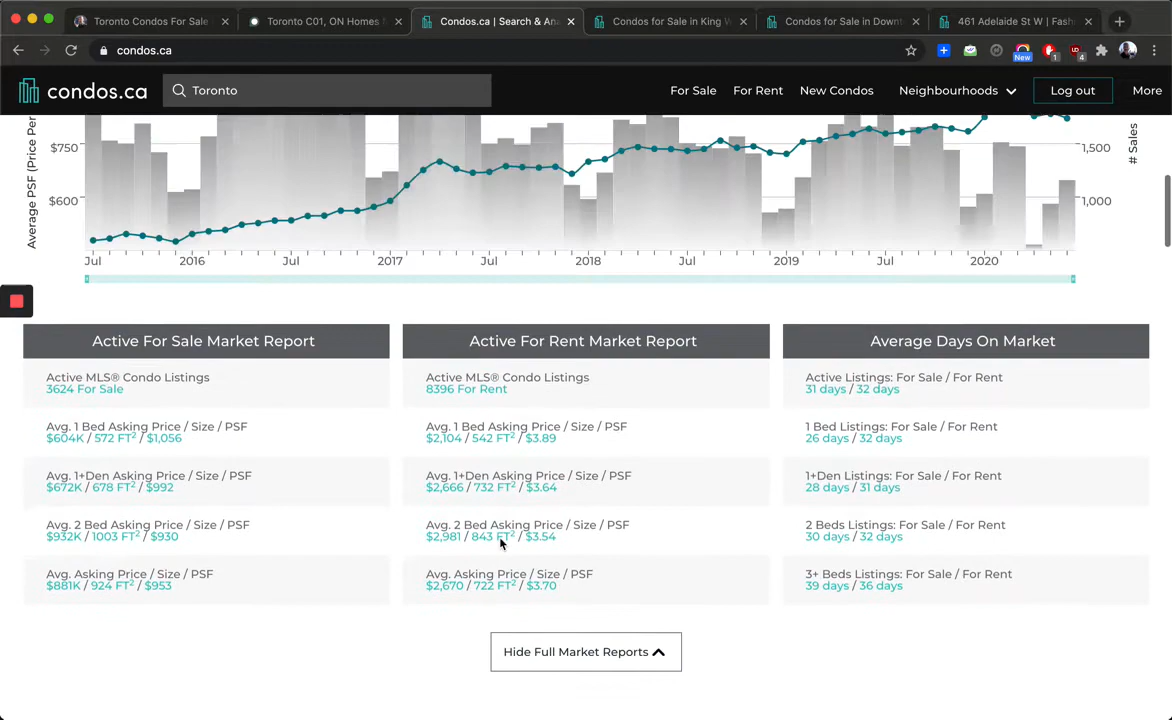 Toronto Condos For Sale
Toronto C01, ON Homes
Condos.ca | Search & An
Condos for Sale in King
Condos for Sale in Down
461 Adelaide St W | Fash
condos.ca
New
1
4
condos.ca
Toronto
For Sale
For Rent
New Condos
Neighbourhoods
Log out
More
Average PSF (Price Per
$750
$600
1,500
1,000
# Sales
Jul 2016 Jul 2017 Jul 2018 Jul 2019 Jul 2020
Active For Sale Market Report
Active MLS® Condo Listings
3624 For Sale
Avg. 1 Bed Asking Price / Size / PSF
$604K / 572 FT² / $1,056
Avg. 1+Den Asking Price / Size / PSF
$672K / 678 FT² / $992
Avg. 2 Bed Asking Price / Size / PSF
$932K / 1003 FT² / $930
Avg. Asking Price / Size / PSF
$881K / 924 FT² / $953
Active For Rent Market Report
Active MLS® Condo Listings
8396 For Rent
Avg. 1 Bed Asking Price / Size / PSF
$2,104 / 542 FT² / $3.89
Avg. 1+Den Asking Price / Size / PSF
$2,666 / 732 FT² / $3.64
Avg. 2 Bed Asking Price / Size / PSF
$2,981 / 843 FT² / $3.54
Avg. Asking Price / Size / PSF
$2,670 / 722 FT² / $3.70
Average Days On Market
Active Listings: For Sale / For Rent
31 days / 32 days
1 Bed Listings: For Sale / For Rent
26 days / 32 days
1+Den Listings: For Sale / For Rent
28 days / 31 days
2 Beds Listings: For Sale / For Rent
30 days / 32 days
3+ Beds Listings: For Sale / For Rent
39 days / 36 days
Hide Full Market Reports